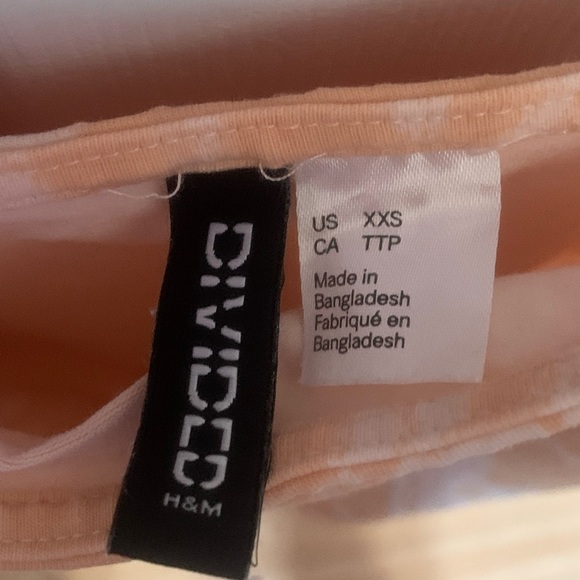 DIVIDED
H&M
US XXS
CA TTP
Made in
Bangladesh
Fabriqué en
Bangladesh